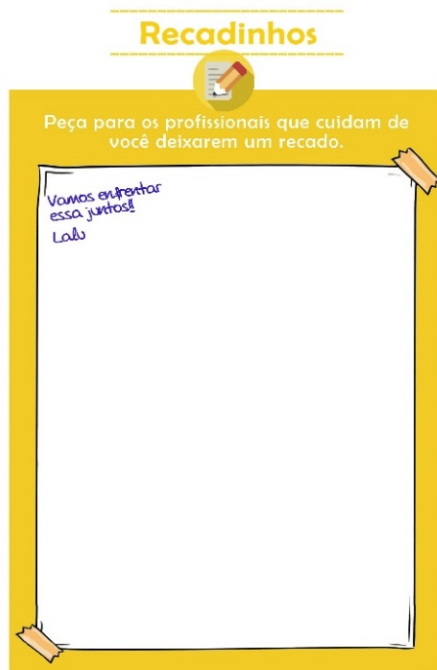 Recadinhos
Peça para os profissionais que cuidam de
você deixarem um recado.
Vamos enfrentar
essa juntos!!
Lalu